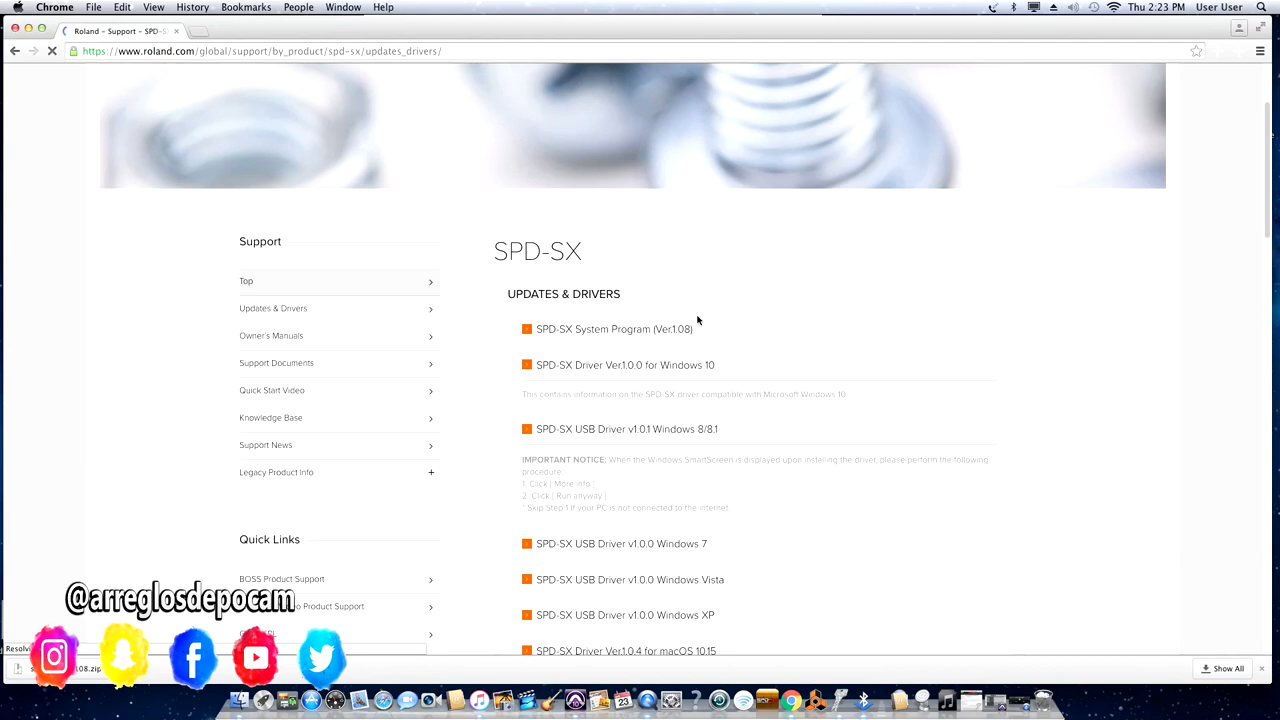 Chrome File Edit View History Bookmarks People Window Help Thu 2:23 PM User User
Roland - Support - SPD-S
https://www.roland.com/global/support/by_product/spd-sx/updates_drivers/
Support
Top
Updates & Drivers
Owner's Manuals
Support Documents
Quick Start Video
Knowledge Base
Support News
Legacy Product Info
Quick Links
BOSS Product Support
o Product Support
SPD-SX
UPDATES & DRIVERS
SPD-SX System Program (Ver.1.08)
SPD-SX Driver Ver.1.0.0 for Windows 10
This contains information on the SPD-SX driver compatible with Microsoft Windows 10
SPD-SX USB Driver v1.0.1 Windows 8/8.1
IMPORTANT NOTICE: When the Windows SmartScreen is displayed upon installing the driver, please perform the following
procedure:
1. Click [ More info ]
2. Click [ Run anyway ]
* Skip Step 1 if your PC is not connected to the internet.
SPD-SX USB Driver v1.0.0 Windows 7
SPD-SX USB Driver v1.0.0 Windows Vista
SPD-SX USB Driver v1.0.0 Windows XP
SPD-SX Driver Ver.1.0.4 for macOS 10.15
@arreglosdepocam
Resolvi
08.zip
Show All
23